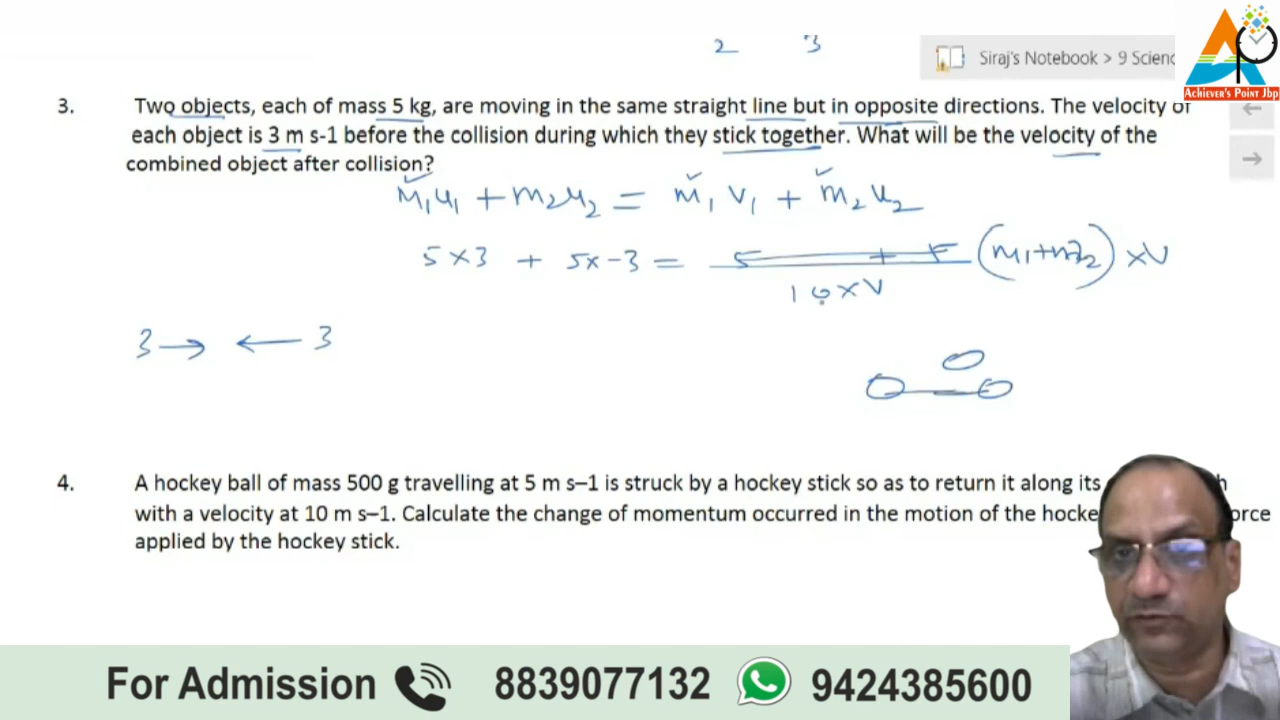 2 3
Siraj's Notebook > 9 Scienc
Achiever's Point Jbp
3. Two objects, each of mass 5 kg, are moving in the same straight line but in opposite directions. The velocity of
each object is 3 m s-1 before the collision during which they stick together. What will be the velocity of the
combined object after collision?
m₁u₁ + m₂u₂ = m₁v₁ + m₂v₂
5×3 + 5×-3 = 5 + 5 (m₁+m₂)×V
10×V
3 → ← 3
4. A hockey ball of mass 500 g travelling at 5 m s–1 is struck by a hockey stick so as to return it along its
with a velocity at 10 m s–1. Calculate the change of momentum occurred in the motion of the hocke orce
applied by the hockey stick.
For Admission 8839077132 9424385600